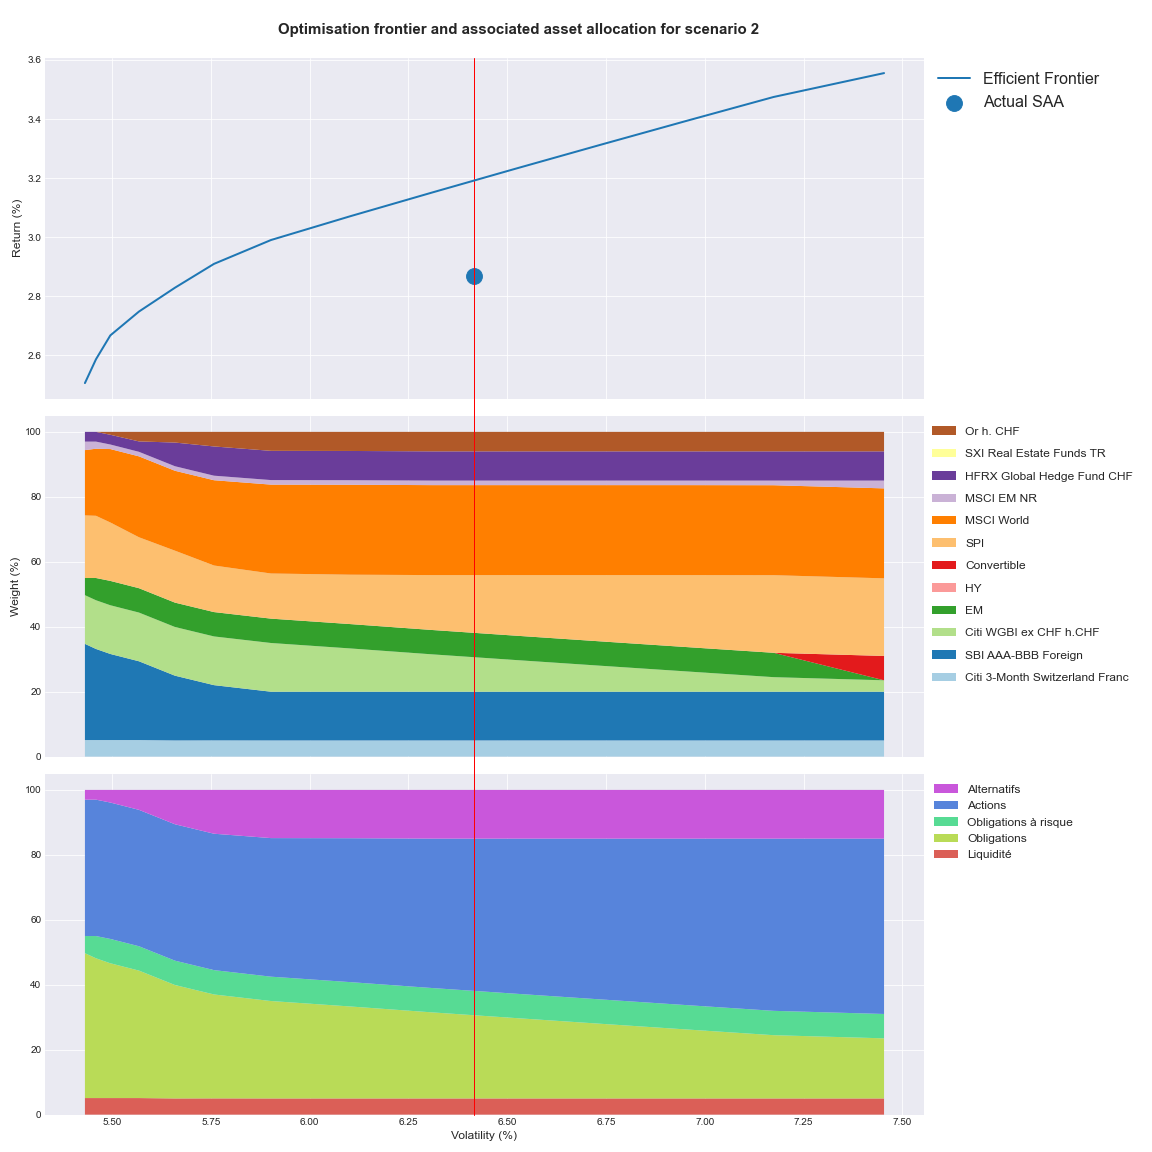 Optimisation frontier and associated asset allocation for scenario 2
3.6
3.4
3.2
3.0
2.8
2.6
Return (%)
Efficient Frontier
Actual SAA
100
80
60
40
20
0
Weight (%)
Or h. CHF
SXI Real Estate Funds TR
HFRX Global Hedge Fund CHF
MSCI EM NR
MSCI World
SPI
Convertible
HY
EM
Citi WGBI ex CHF h.CHF
SBI AAA-BBB Foreign
Citi 3-Month Switzerland Franc
100
80
60
40
20
0
Alternatifs
Actions
Obligations à risque
Obligations
Liquidité
5.50 5.75 6.00 6.25 6.50 6.75 7.00 7.25 7.50
Volatility (%)